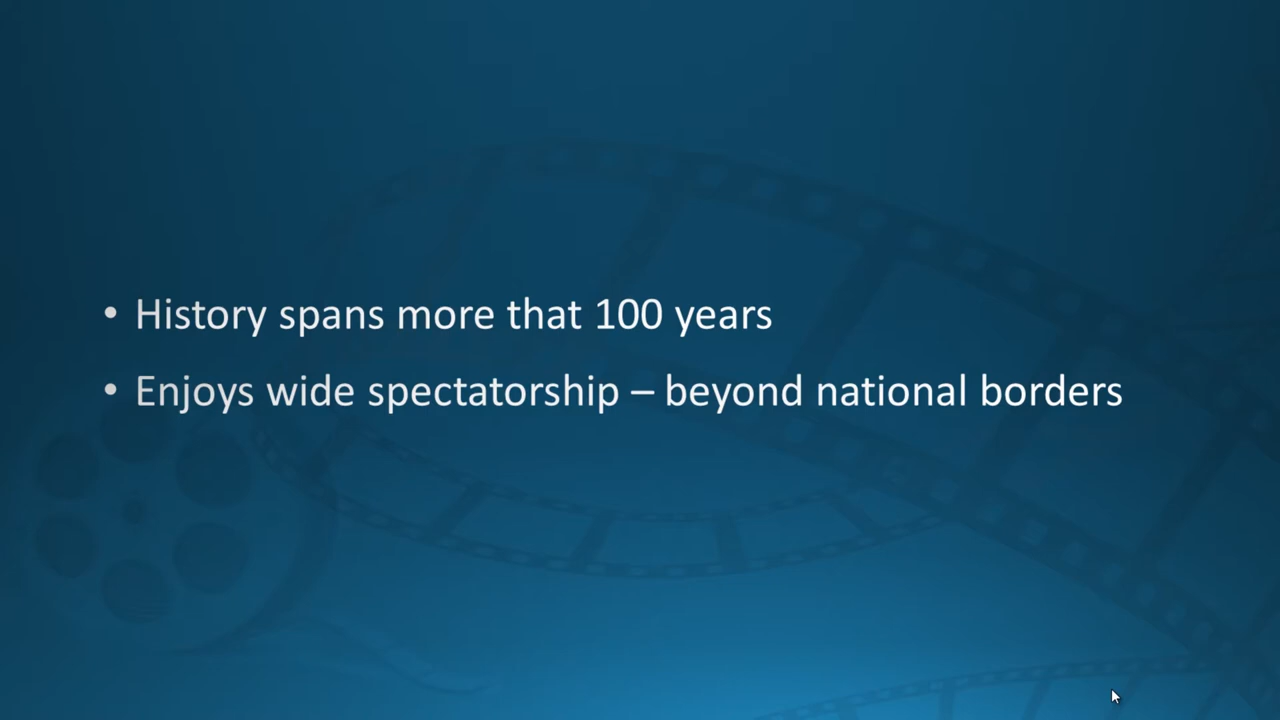 • History spans more that 100 years
• Enjoys wide spectatorship – beyond national borders